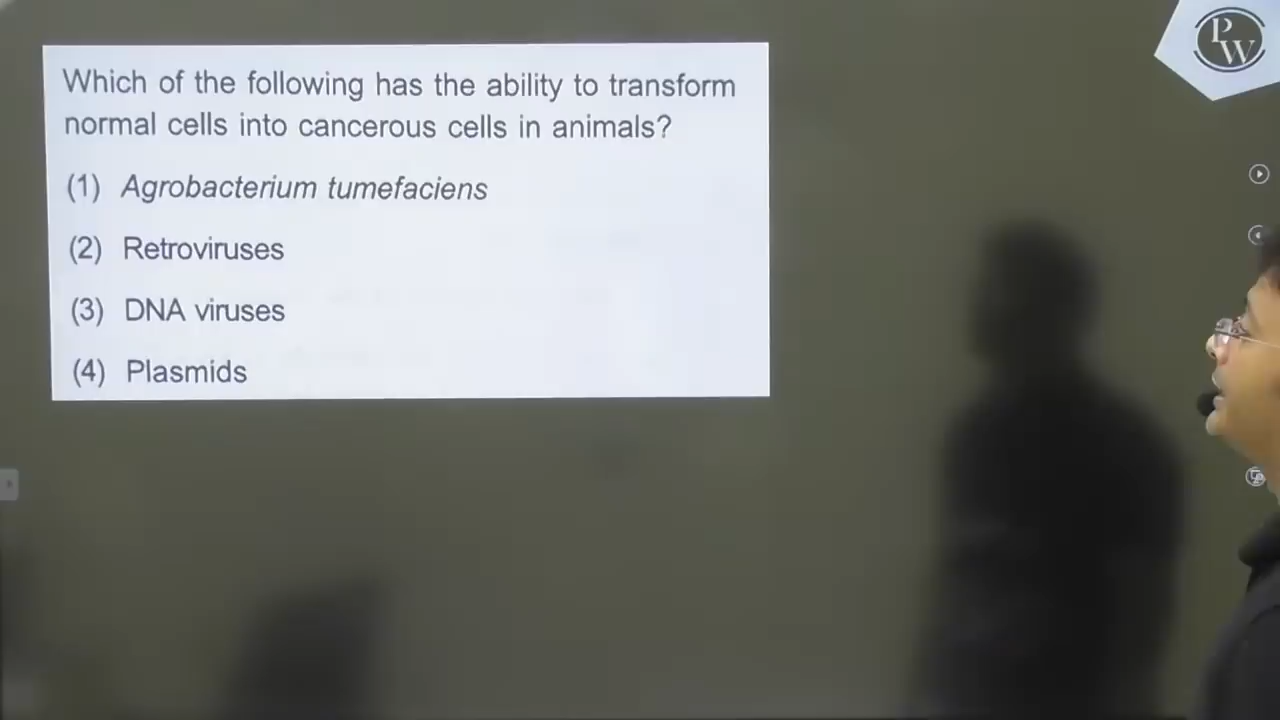 PW
Which of the following has the ability to transform
normal cells into cancerous cells in animals?
(1) Agrobacterium tumefaciens
(2) Retroviruses
(3) DNA viruses
(4) Plasmids